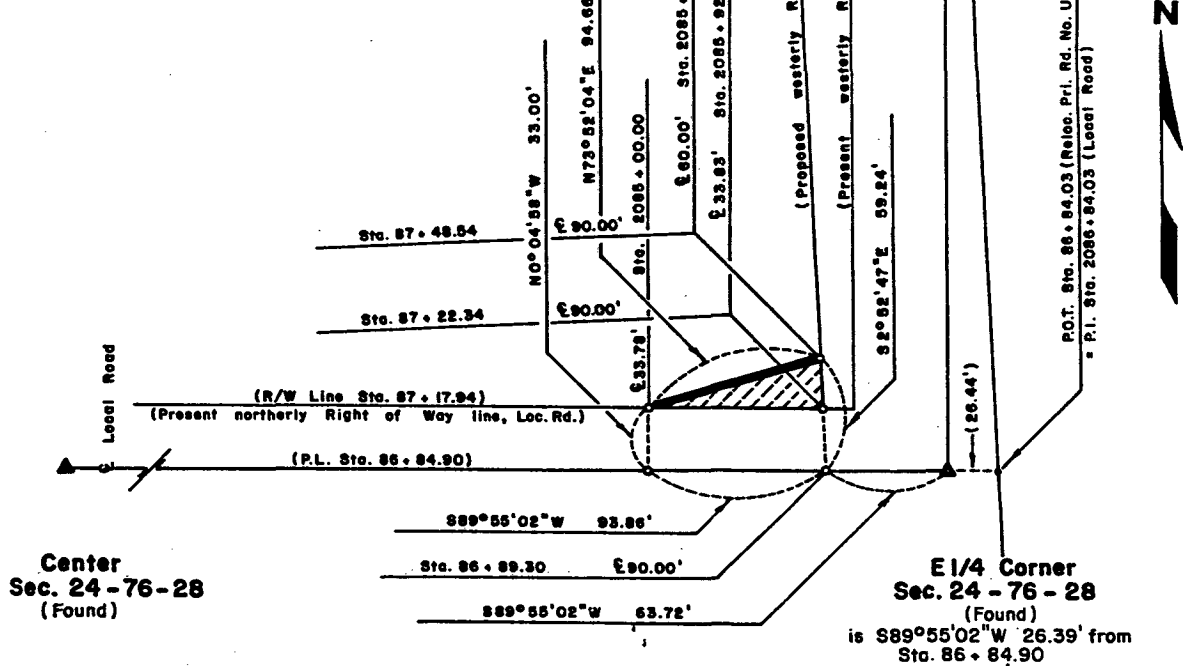 N
N0°04'58"W 33.00'
N73°52'04"E 94.66
Sta. 2085+00.00
℄33.78'
℄60.00' Sta. 2085+
℄33.83' Sta. 2085+92
(Proposed westerly R
(Present westerly R
S2°52'47"E 59.24'
P.O.T. Sta. 86+84.03 (Reloc. Pri. Rd. No. U
= P.I. Sta. 2086+84.03 (Local Road)
Sta. 87+48.54 ℄90.00'
Sta. 87+22.34 ℄90.00'
℄ Local Road
(R/W Line Sta. 87+17.94)
(Present northerly Right of Way line, Loc.Rd.)
(26.44')
(P.L. Sta. 86+84.90)
S89°55'02"W 93.86'
Sta. 86+89.30 ℄90.00'
S89°55'02"W 63.72'
Center
Sec. 24-76-28
(Found)
E1/4 Corner
Sec. 24-76-28
(Found)
is S89°55'02"W 26.39' from
Sta. 86+84.90